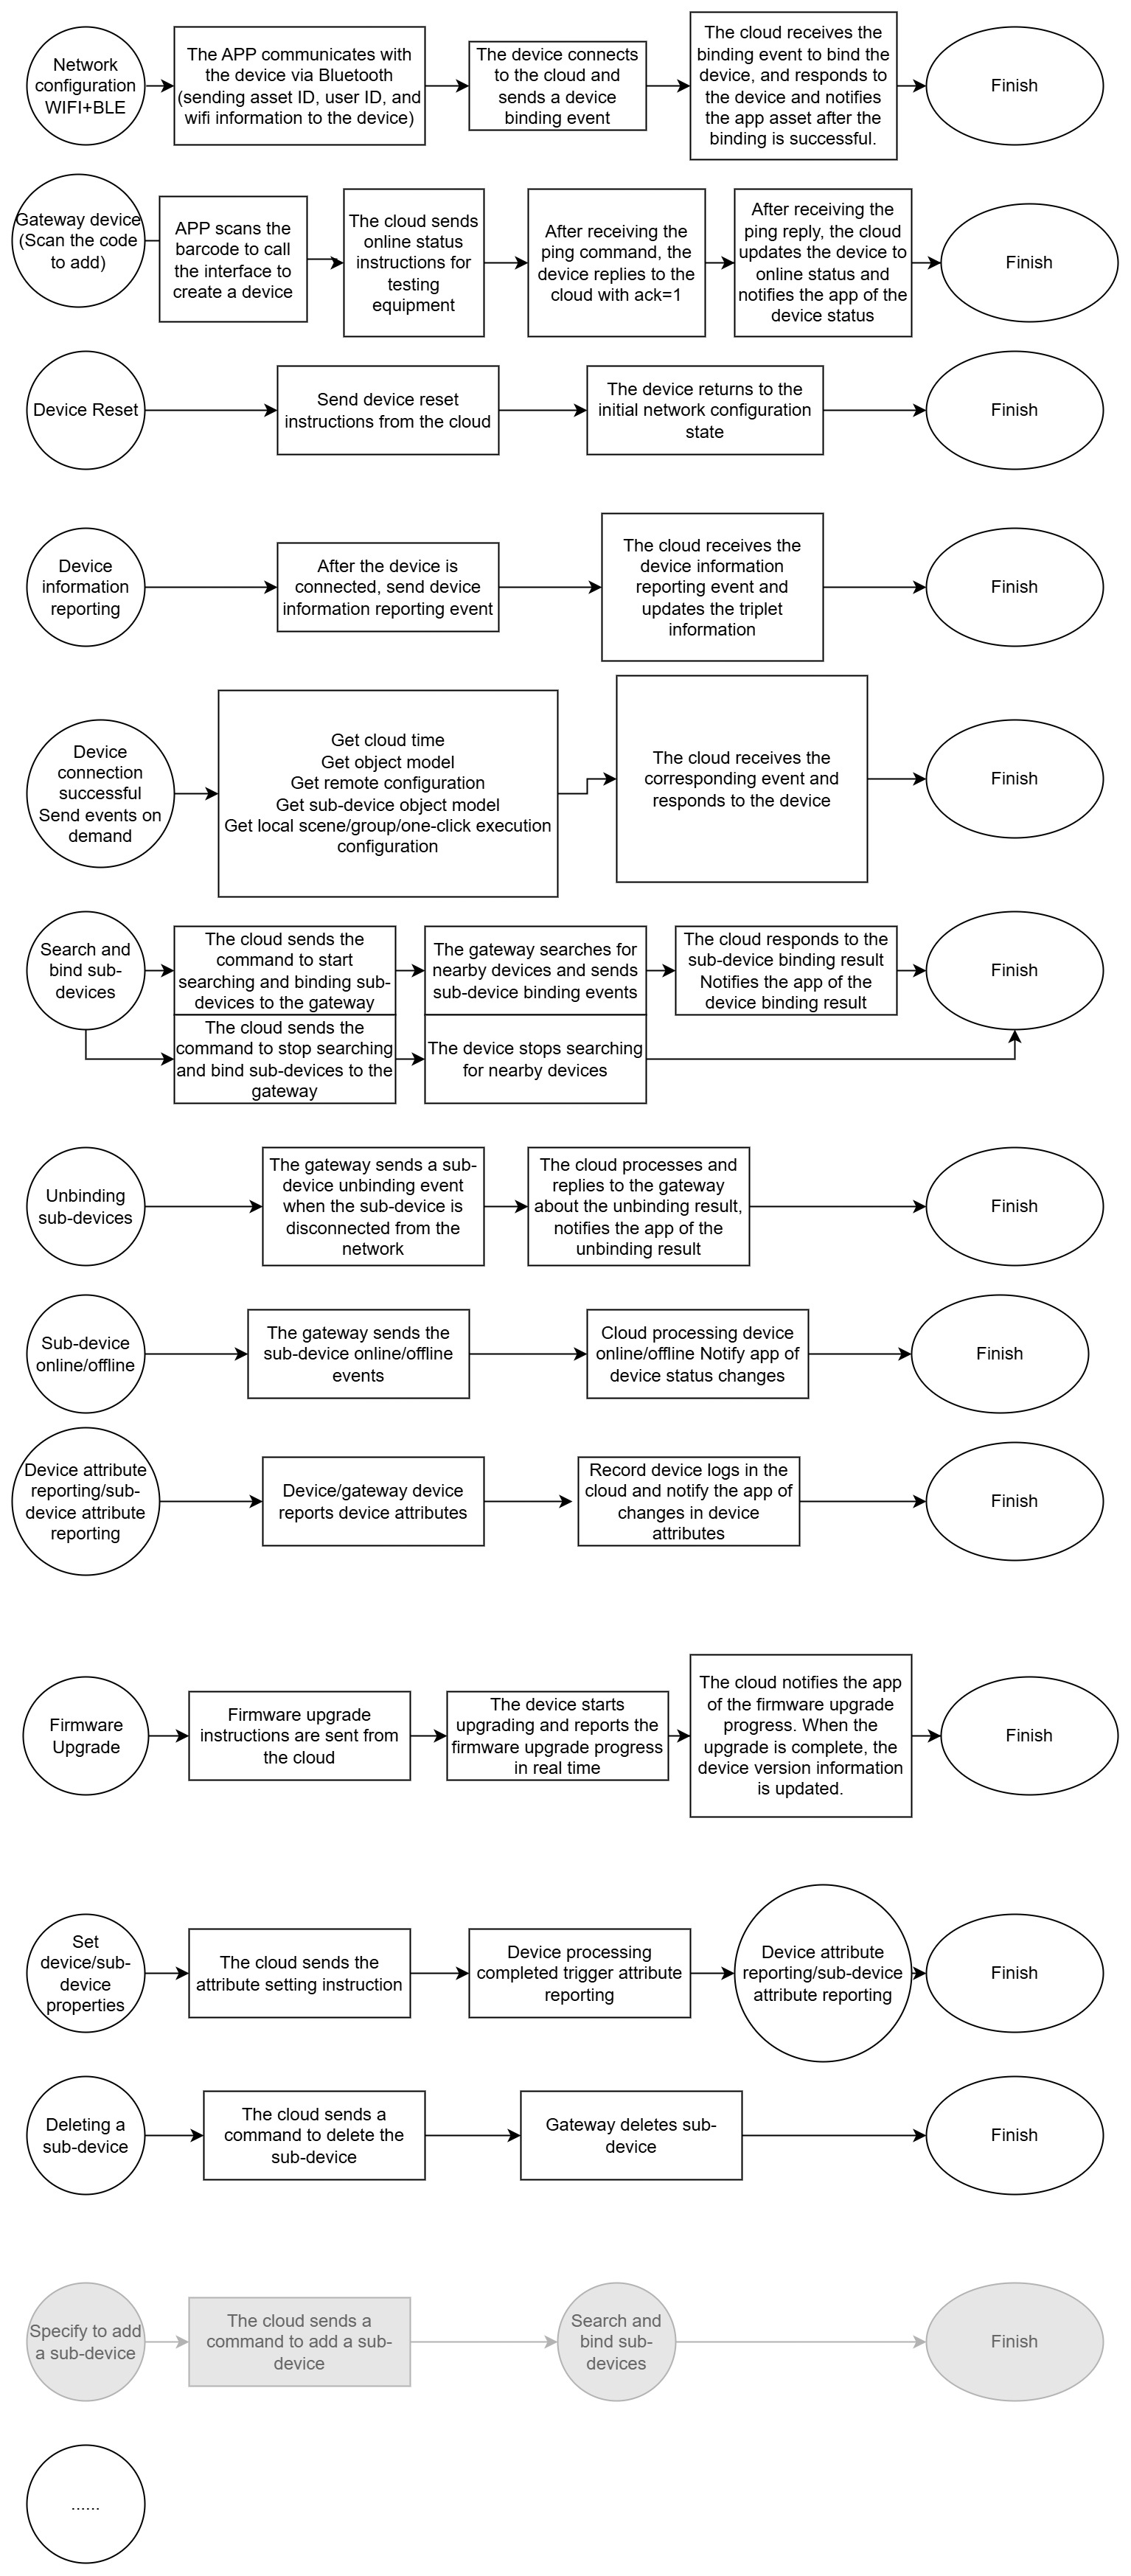 Network
configuration
WIFI+BLE
The APP communicates with
the device via Bluetooth
(sending asset ID, user ID, and
wifi information to the device)
The device connects
to the cloud and
sends a device
binding event
The cloud receives the
binding event to bind the
device, and responds to
the device and notifies
the app asset after the
binding is successful.
Finish
Gateway device
(Scan the code
to add)
APP scans the
barcode to call
the interface to
create a device
The cloud sends
online status
instructions for
testing
equipment
After receiving the
ping command, the
device replies to the
cloud with ack=1
After receiving the
ping reply, the cloud
updates the device to
online status and
notifies the app of the
device status
Finish
Device Reset
Send device reset
instructions from the cloud
The device returns to the
initial network configuration
state
Finish
Device
information
reporting
After the device is
connected, send device
information reporting event
The cloud receives the
device information
reporting event and
updates the triplet
information
Finish
Device
connection
successful
Send events on
demand
Get cloud time
Get object model
Get remote configuration
Get sub-device object model
Get local scene/group/one-click execution
configuration
The cloud receives the
corresponding event and
responds to the device
Finish
Search and
bind sub-
devices
The cloud sends the
command to start
searching and binding sub-
devices to the gateway
The gateway searches for
nearby devices and sends
sub-device binding events
The cloud responds to the
sub-device binding result
Notifies the app of the
device binding result
Finish
The cloud sends the
command to stop searching
and bind sub-devices to the
gateway
The device stops searching
for nearby devices
Unbinding
sub-devices
The gateway sends a sub-
device unbinding event
when the sub-device is
disconnected from the
network
The cloud processes and
replies to the gateway
about the unbinding result,
notifies the app of the
unbinding result
Finish
Sub-device
online/offline
The gateway sends the
sub-device online/offline
events
Cloud processing device
online/offline Notify app of
device status changes
Finish
Device attribute
reporting/sub-
device attribute
reporting
Device/gateway device
reports device attributes
Record device logs in the
cloud and notify the app of
changes in device
attributes
Finish
Firmware
Upgrade
Firmware upgrade
instructions are sent from
the cloud
The device starts
upgrading and reports the
firmware upgrade progress
in real time
The cloud notifies the app
of the firmware upgrade
progress. When the
upgrade is complete, the
device version information
is updated.
Finish
Set
device/sub-
device
properties
The cloud sends the
attribute setting instruction
Device processing
completed trigger attribute
reporting
Device attribute
reporting/sub-device
attribute reporting
Finish
Deleting a
sub-device
The cloud sends a
command to delete the
sub-device
Gateway deletes sub-
device
Finish
Specify to add
a sub-device
The cloud sends a
command to add a sub-
device
Search and
bind sub-
devices
Finish
......